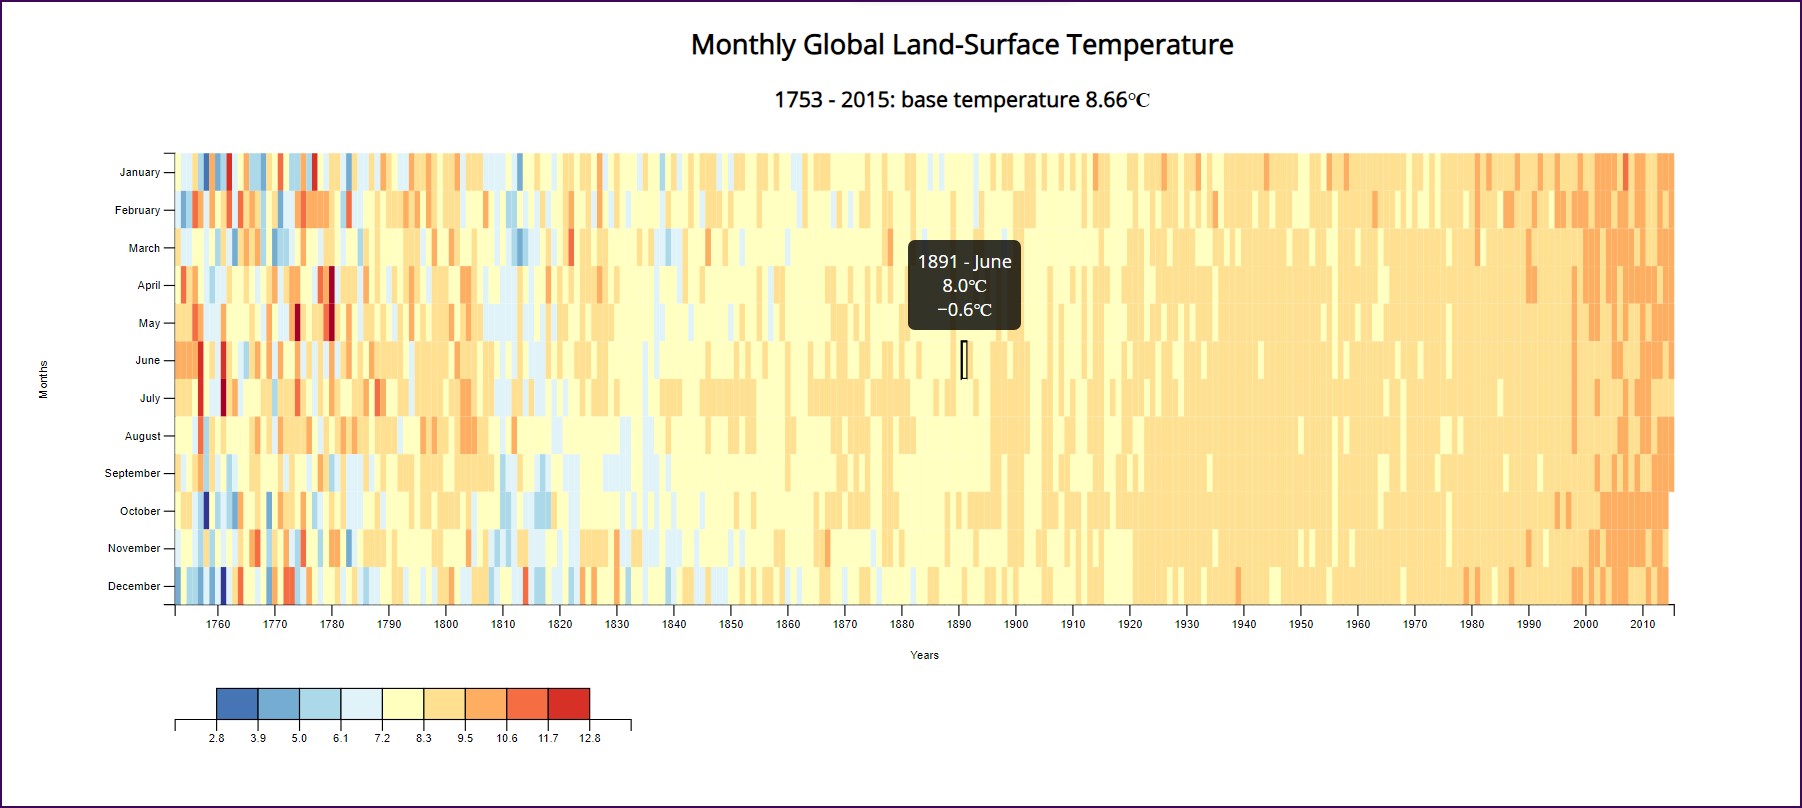 Monthly Global Land-Surface Temperature
1753 - 2015: base temperature 8.66℃
January
February
March
April
May
June
July
August
September
October
November
December
Months
1891 - June
8.0℃
−0.6℃
1760 1770 1780 1790 1800 1810 1820 1830 1840 1850 1860 1870 1880 1890 1900 1910 1920 1930 1940 1950 1960 1970 1980 1990 2000 2010
Years
2.8 3.9 5.0 6.1 7.2 8.3 9.5 10.6 11.7 12.8